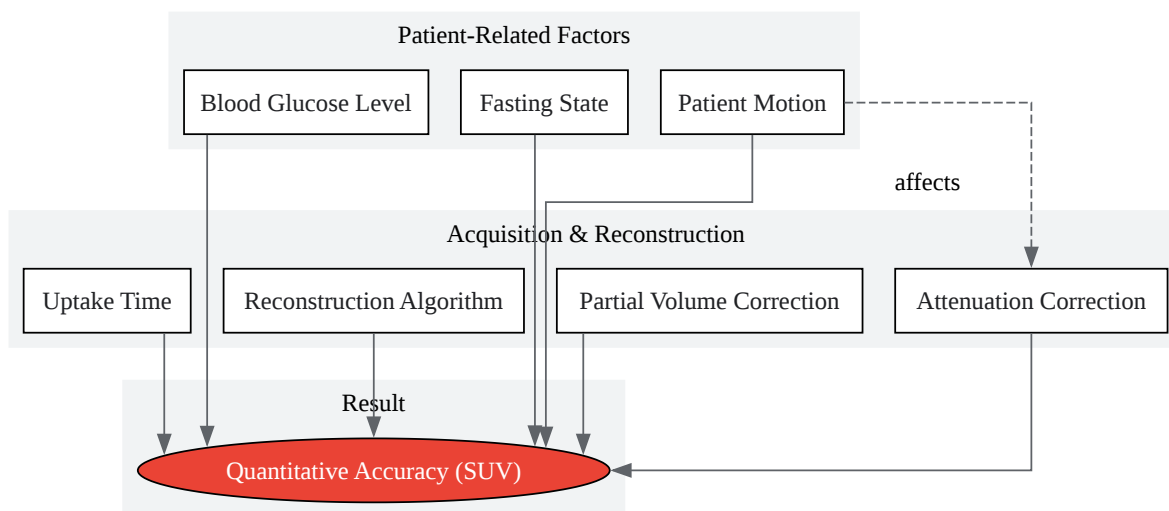 Patient-Related Factors
Blood Glucose Level
Fasting State
Patient Motion
affects
Acquisition & Reconstruction
Uptake Time
Reconstruction Algorithm
Partial Volume Correction
Attenuation Correction
Result
Quantitative Accuracy (SUV)